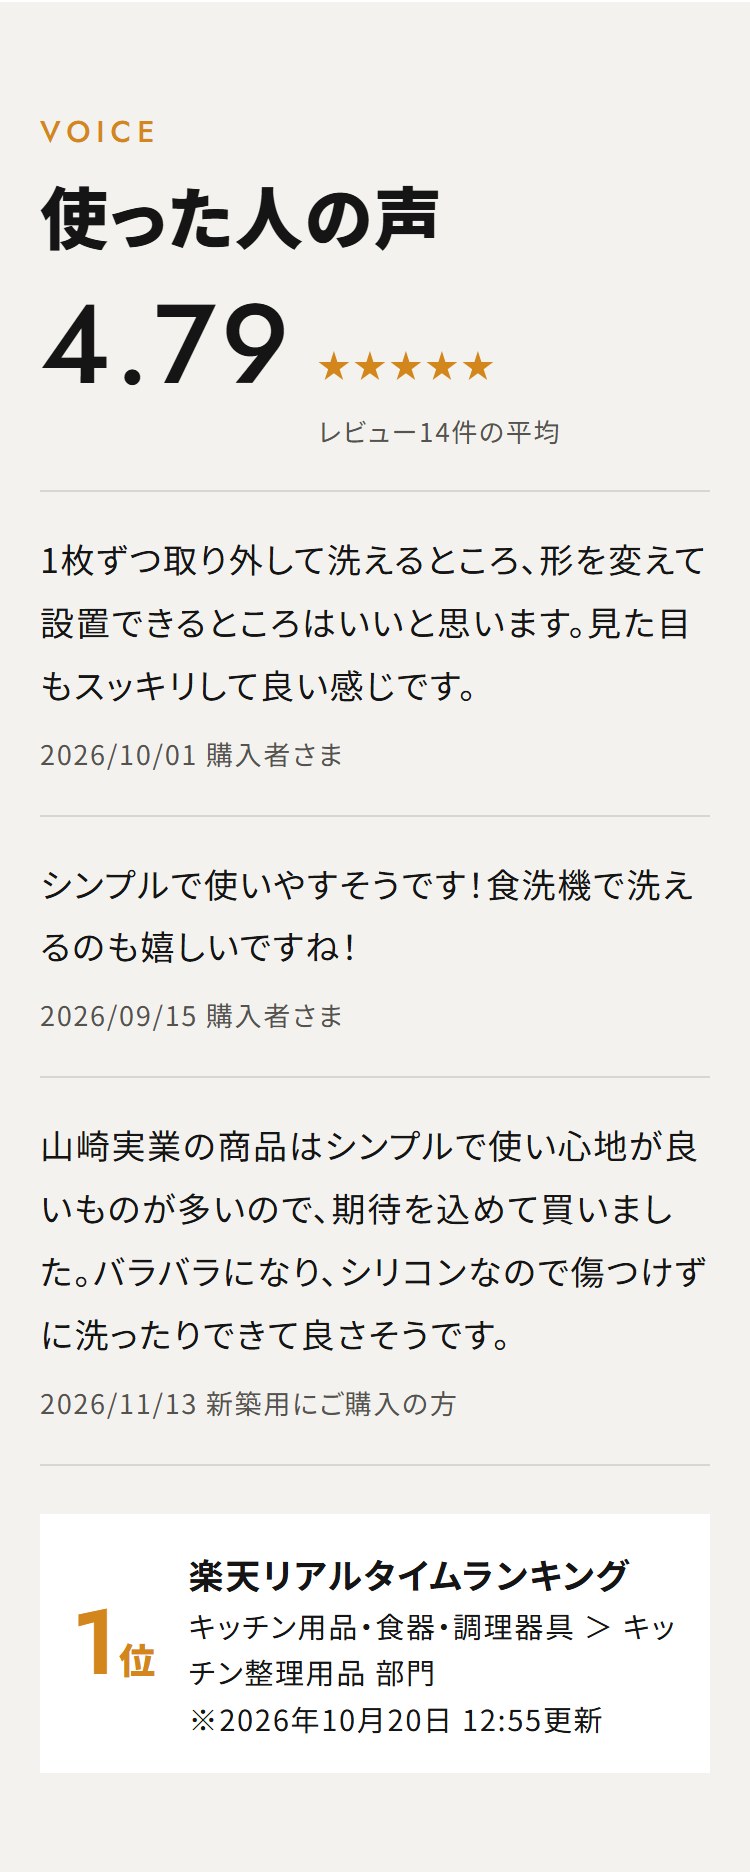 VOICE
使った人の声
4.79 ★★★★★
レビュー14件の平均
1枚ずつ取り外して洗えるところ、形を変えて
設置できるところはいいと思います。見た目
もスッキリして良い感じです。
2026/10/01 購入者さま
シンプルで使いやすそうです！食洗機で洗え
るのも嬉しいですね！
2026/09/15 購入者さま
山崎実業の商品はシンプルで使い心地が良
いものが多いので、期待を込めて買いまし
た。バラバラになり、シリコンなので傷つけず
に洗ったりできて良さそうです。
2026/11/13 新築用にご購入の方
1位
楽天リアルタイムランキング
キッチン用品・食器・調理器具 ＞ キッ
チン整理用品 部門
※2026年10月20日 12:55更新